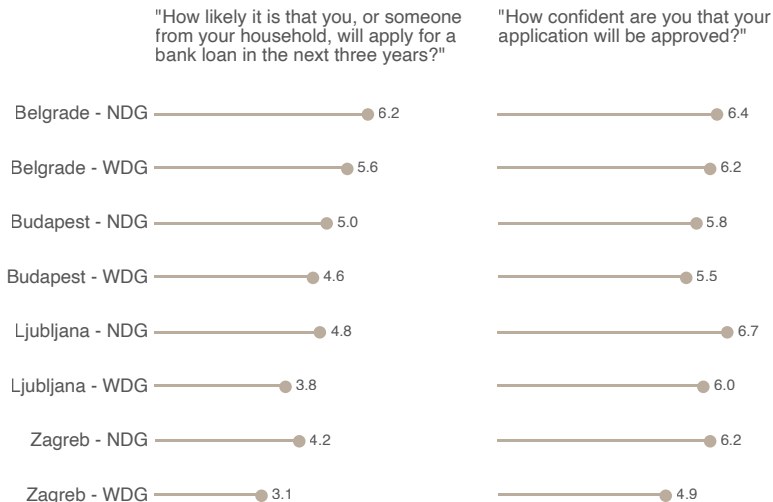 "How likely it is that you, or someone
from your household, will apply for a
bank loan in the next three years?"
"How confident are you that your
application will be approved?"
Belgrade - NDG 6.2 6.4
Belgrade - WDG 5.6 6.2
Budapest - NDG 5.0 5.8
Budapest - WDG 4.6 5.5
Ljubljana - NDG 4.8 6.7
Ljubljana - WDG 3.8 6.0
Zagreb - NDG 4.2 6.2
Zagreb - WDG 3.1 4.9